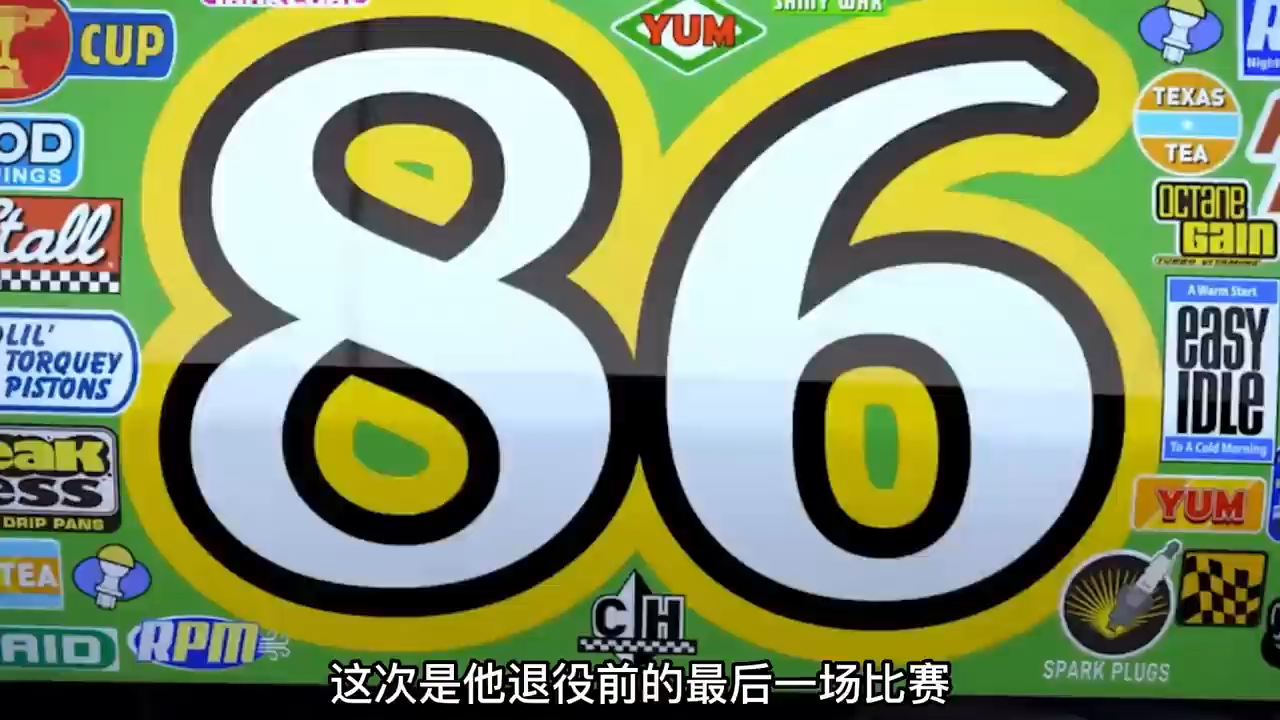 86
CUP
YUM
TEXAS
TEA
OCTANE
GAIN
A Warm Start
easy
IDLE
To A Cold Morning
LIL'
TORQUEY
PISTONS
DRIP PANS
YUM
TEA
RPM
C H
SPARK PLUGS
这次是他退役前的最后一场比赛